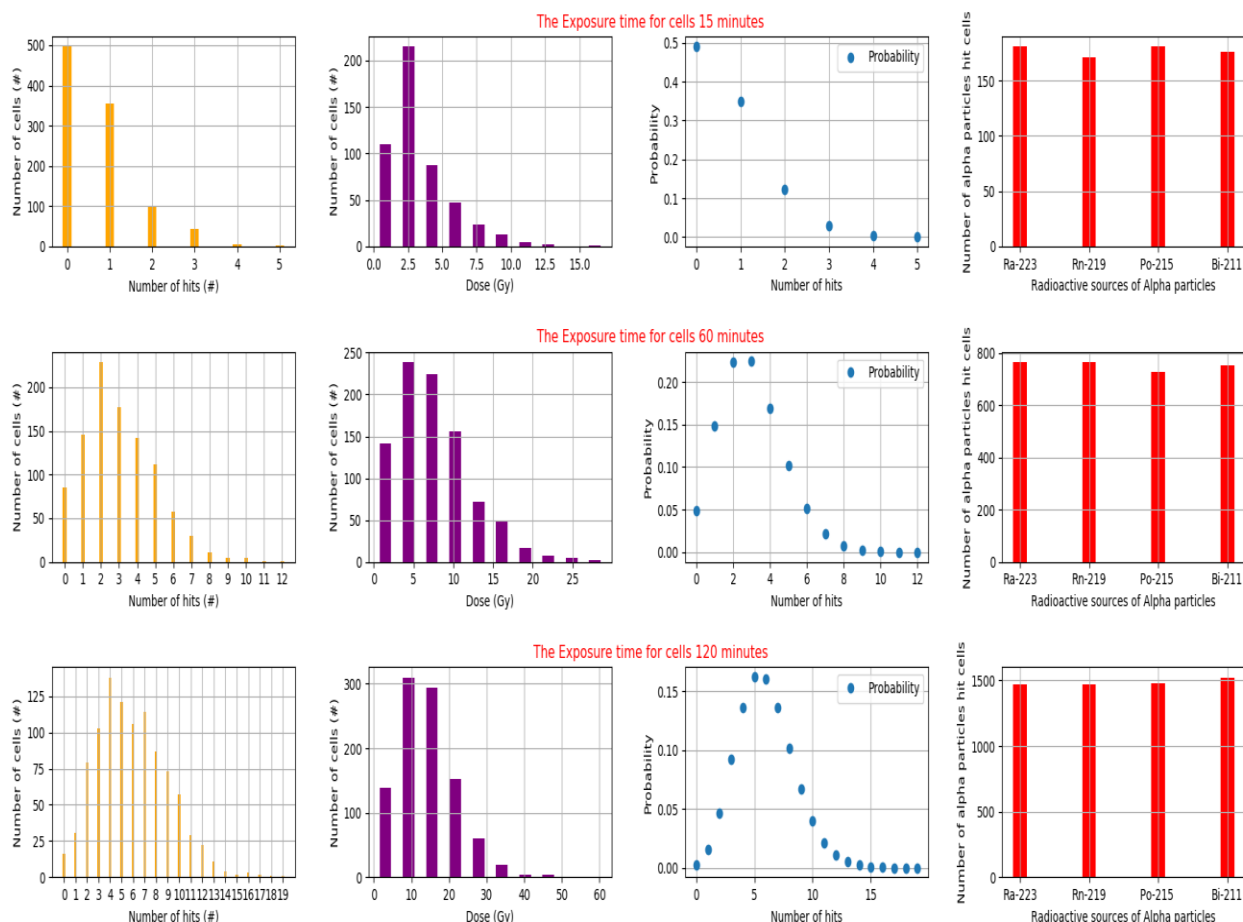 The Exposure time for cells 15 minutes
Number of cells (#)
500
400
300
200
100
0
0 1 2 3 4 5
Number of hits (#)
Number of cells (#)
200
150
100
50
0
0.0 2.5 5.0 7.5 10.0 12.5 15.0
Dose (Gy)
Probability
0.5
0.4
0.3
0.2
0.1
0.0
Probability
0 1 2 3 4 5
Number of hits
Number of alpha particles hit cells
150
100
50
0
Ra-223 Rn-219 Po-215 Bi-211
Radioactive sources of Alpha particles
The Exposure time for cells 60 minutes
Number of cells (#)
200
150
100
50
0
0 1 2 3 4 5 6 7 8 9 10 11 12
Number of hits (#)
Number of cells (#)
250
200
150
100
50
0
0 5 10 15 20 25
Dose (Gy)
Probability
0.20
0.15
0.10
0.05
0.00
Probability
0 2 4 6 8 10 12
Number of hits
Number of alpha particles hit cells
800
600
400
200
0
Ra-223 Rn-219 Po-215 Bi-211
Radioactive sources of Alpha particles
The Exposure time for cells 120 minutes
Number of cells (#)
125
100
75
50
25
0
0 1 2 3 4 5 6 7 8 9 10 11 12 13 14 15 16 17 18 19
Number of hits (#)
Number of cells (#)
300
200
100
0
0 20 40 60
Dose (Gy)
Probability
0.15
0.10
0.05
0.00
Probability
0 5 10 15
Number of hits
Number of alpha particles hit cells
1500
1000
500
0
Ra-223 Rn-219 Po-215 Bi-211
Radioactive sources of Alpha particles